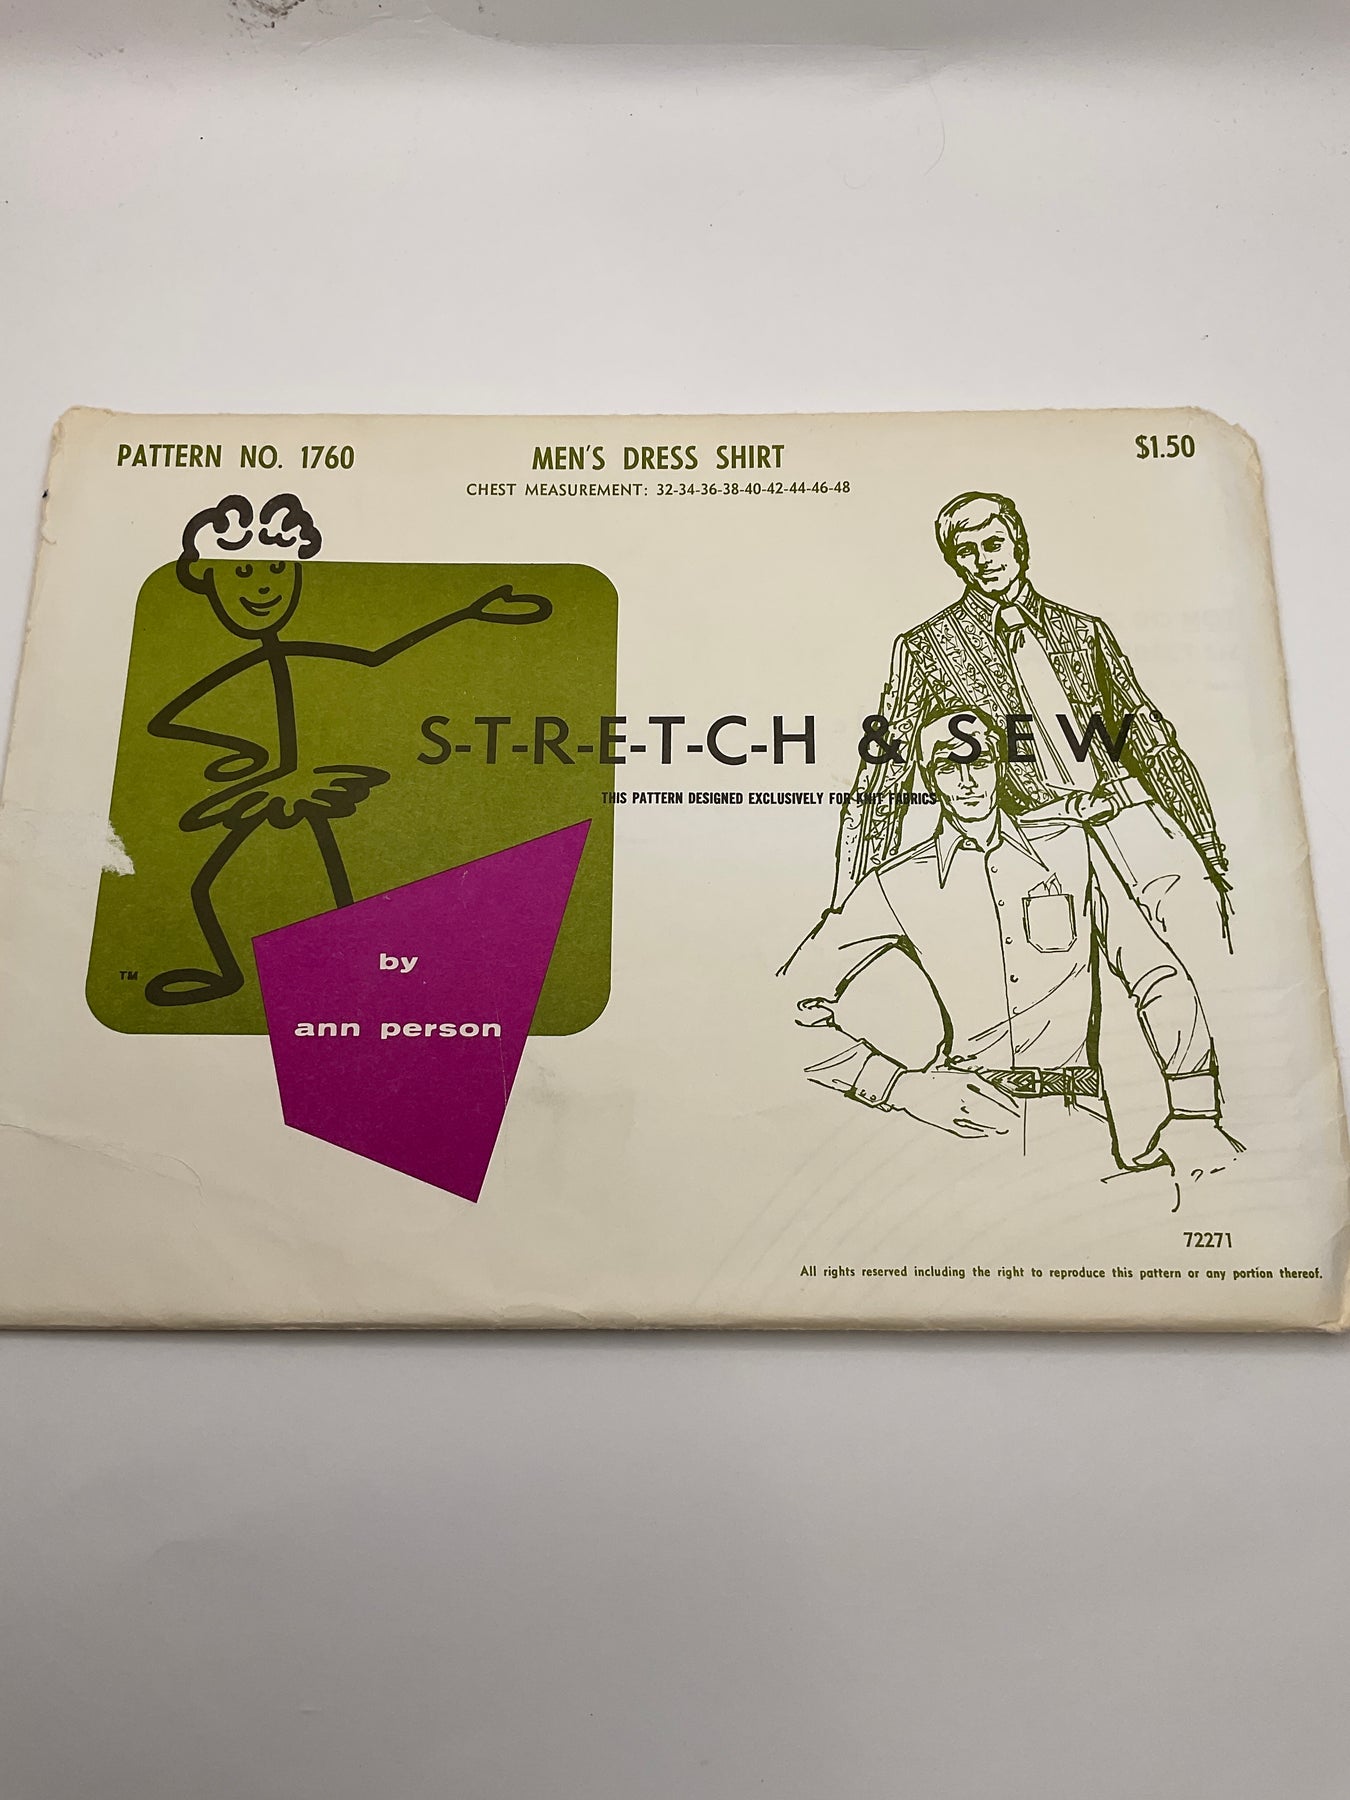 PATTERN NO. 1760
MEN'S DRESS SHIRT
$1.50
CHEST MEASUREMENT: 32-34-36-38-40-42-44-46-48
S-T-R-E-T-C-H & S E W®
THIS PATTERN DESIGNED EXCLUSIVELY FOR KNIT FABRICS
TM
by
ann person
72271
All rights reserved including the right to reproduce this pattern or any portion thereof.